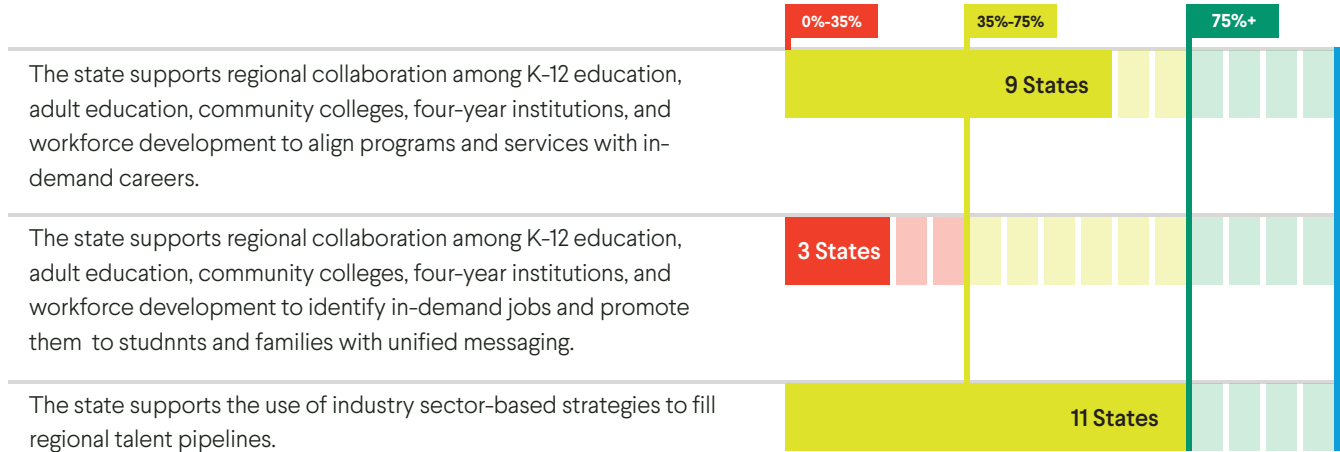 0%-35%
35%-75%
75%+
The state supports regional collaboration among K-12 education,
adult education, community colleges, four-year institutions, and
workforce development to align programs and services with in-
demand careers.
9 States
The state supports regional collaboration among K-12 education,
adult education, community colleges, four-year institutions, and
workforce development to identify in-demand jobs and promote
them  to studnnts and families with unified messaging.
3 States
The state supports the use of industry sector-based strategies to fill
regional talent pipelines.
11 States